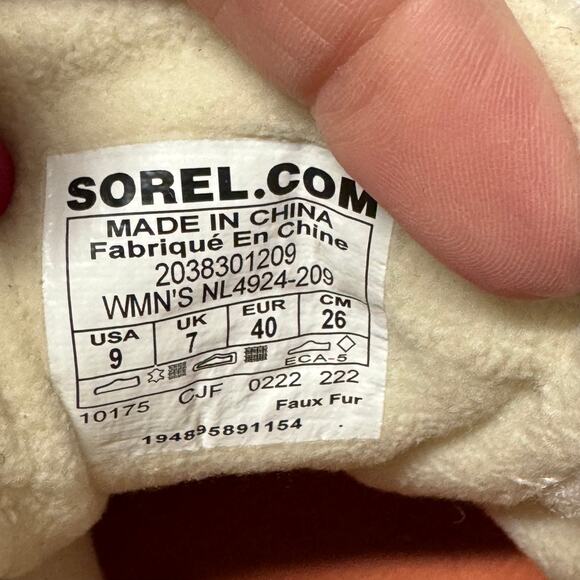 SOREL.COM
MADE IN CHINA
Fabriqué En Chine
2038301209
WMN'S NL4924-209
USA UK EUR CM
9 7 40 26
ECA-5
10175 CJF 0222 222
Faux Fur
194895891154